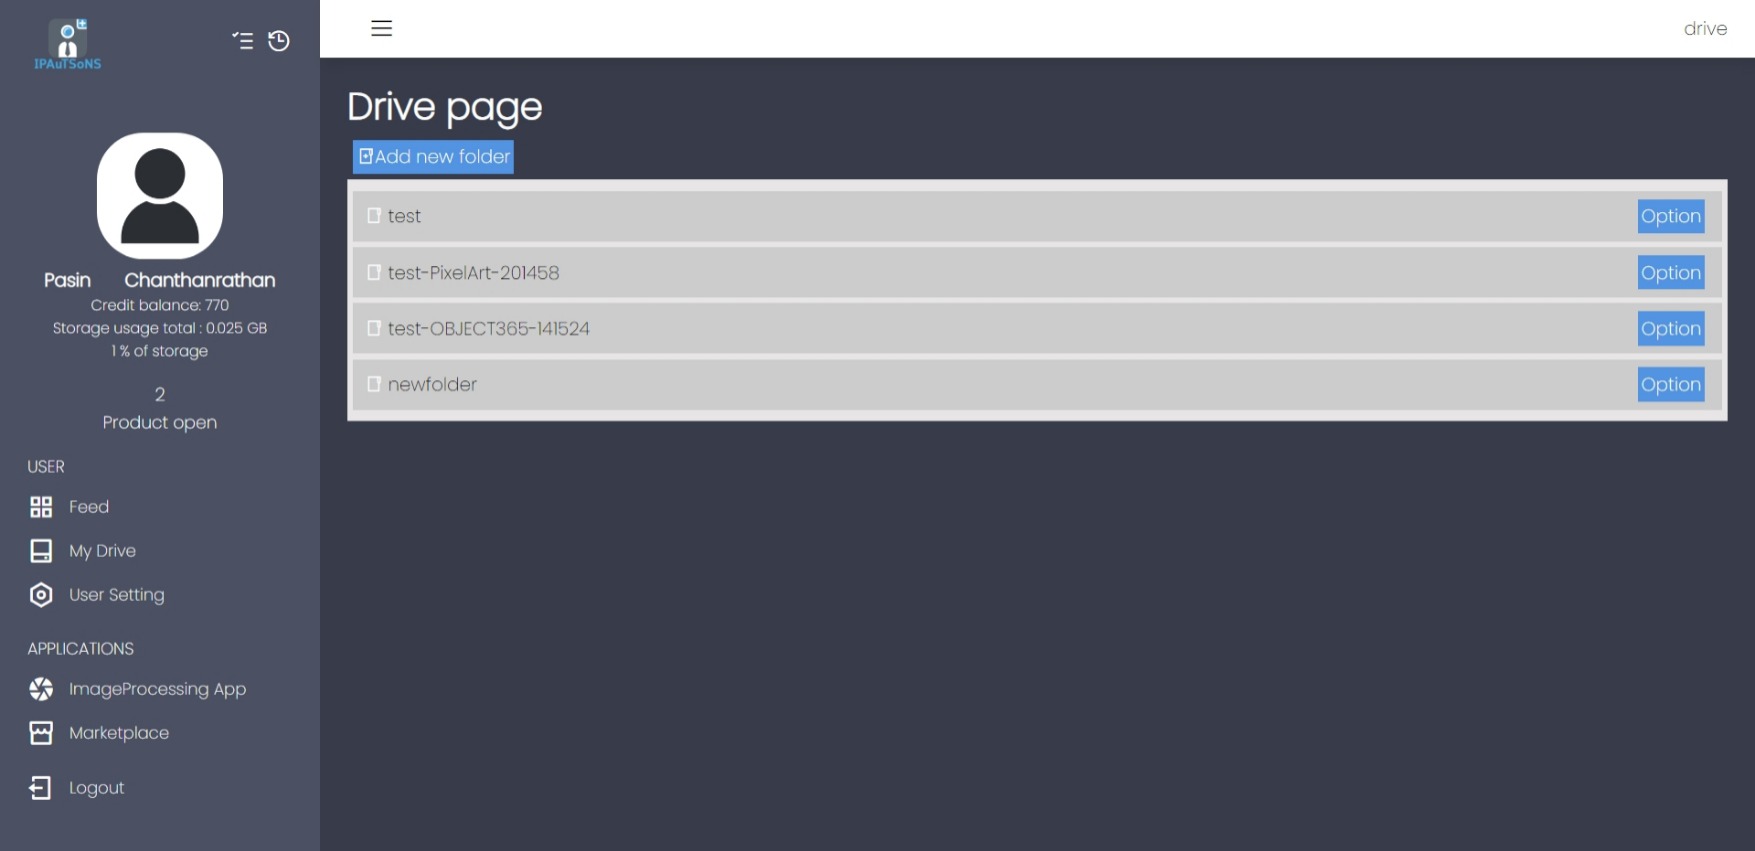 IPAuTSoNS
Pasin Chanthanrathan
Credit balance: 770
Storage usage total : 0.025 GB
1 % of storage
2
Product open
USER
Feed
My Drive
User Setting
APPLICATIONS
ImageProcessing App
Marketplace
Logout
drive
Drive page
Add new folder
test Option
test-PixelArt-201458 Option
test-OBJECT365-141524 Option
newfolder Option